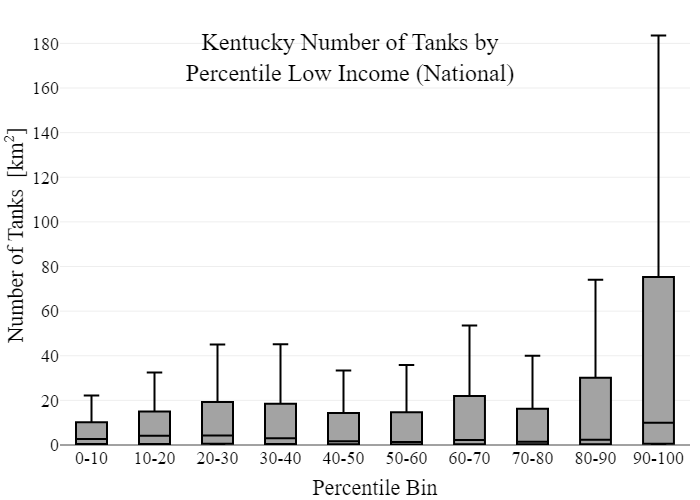 Kentucky Number of Tanks by
Percentile Low Income (National)
Number of Tanks [km²]
180
160
140
120
100
80
60
40
20
0
0-10 10-20 20-30 30-40 40-50 50-60 60-70 70-80 80-90 90-100
Percentile Bin